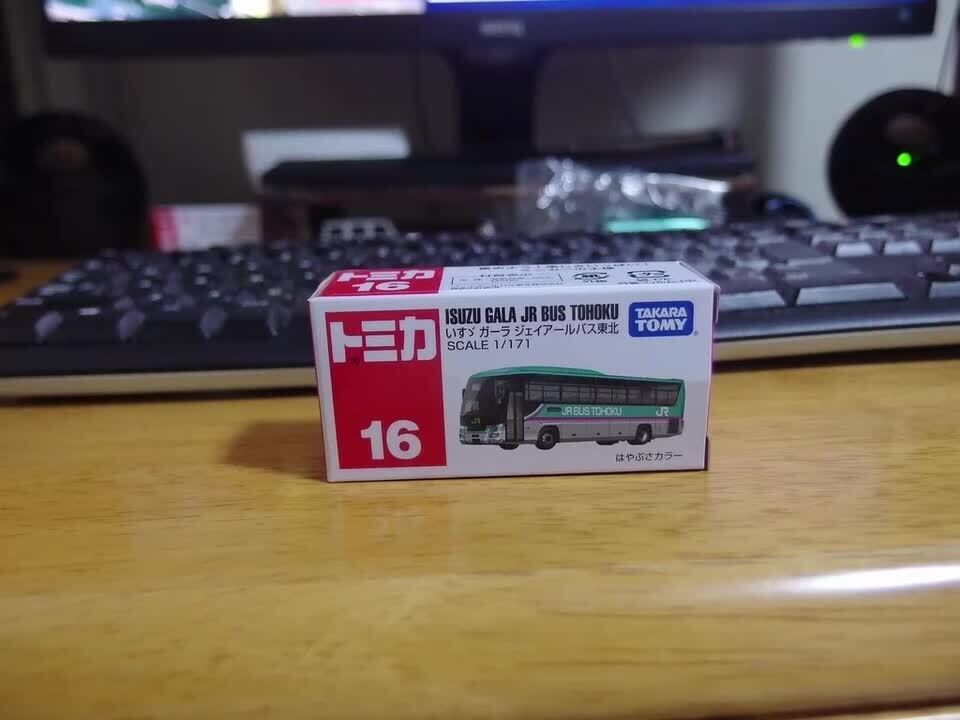 BenQ
トミカ
16
トミカ
16
ISUZU GALA JR BUS TOHOKU
いすゞ ガーラ ジェイアールバス東北
SCALE 1/171
TAKARA
TOMY
JR
JR BUS TOHOKU
JR
はやぶさカラー